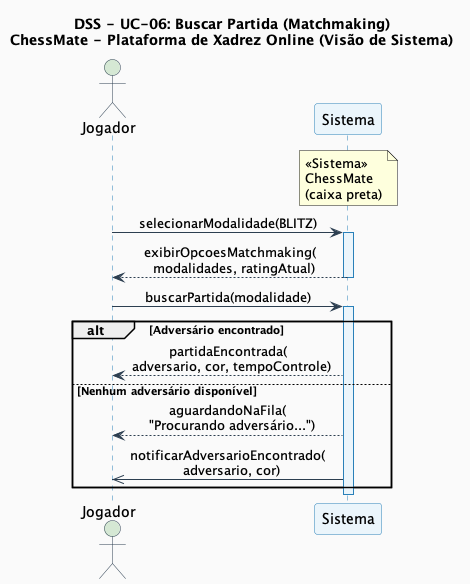 DSS – UC-06: Buscar Partida (Matchmaking)
ChessMate – Plataforma de Xadrez Online (Visão de Sistema)
Jogador
Sistema
«Sistema»
ChessMate
(caixa preta)
selecionarModalidade(BLITZ)
exibirOpcoesMatchmaking(
modalidades, ratingAtual)
buscarPartida(modalidade)
alt
[Adversário encontrado]
partidaEncontrada(
adversario, cor, tempoControle)
[Nenhum adversário disponível]
aguardandoNaFila(
"Procurando adversário...")
notificarAdversarioEncontrado(
adversario, cor)
Jogador
Sistema